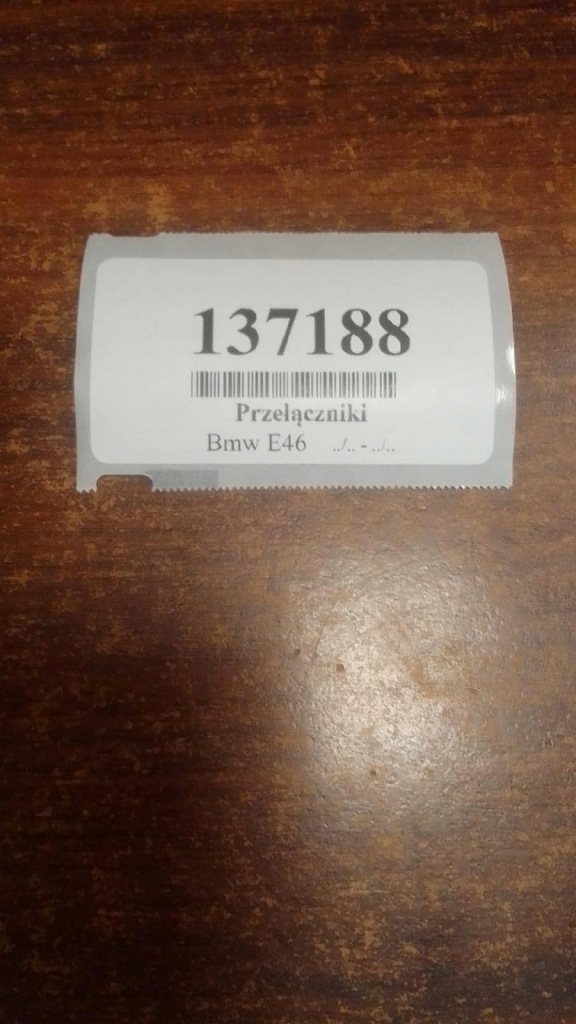 137188
Przełączniki
Bmw E46 ../.. - ../..